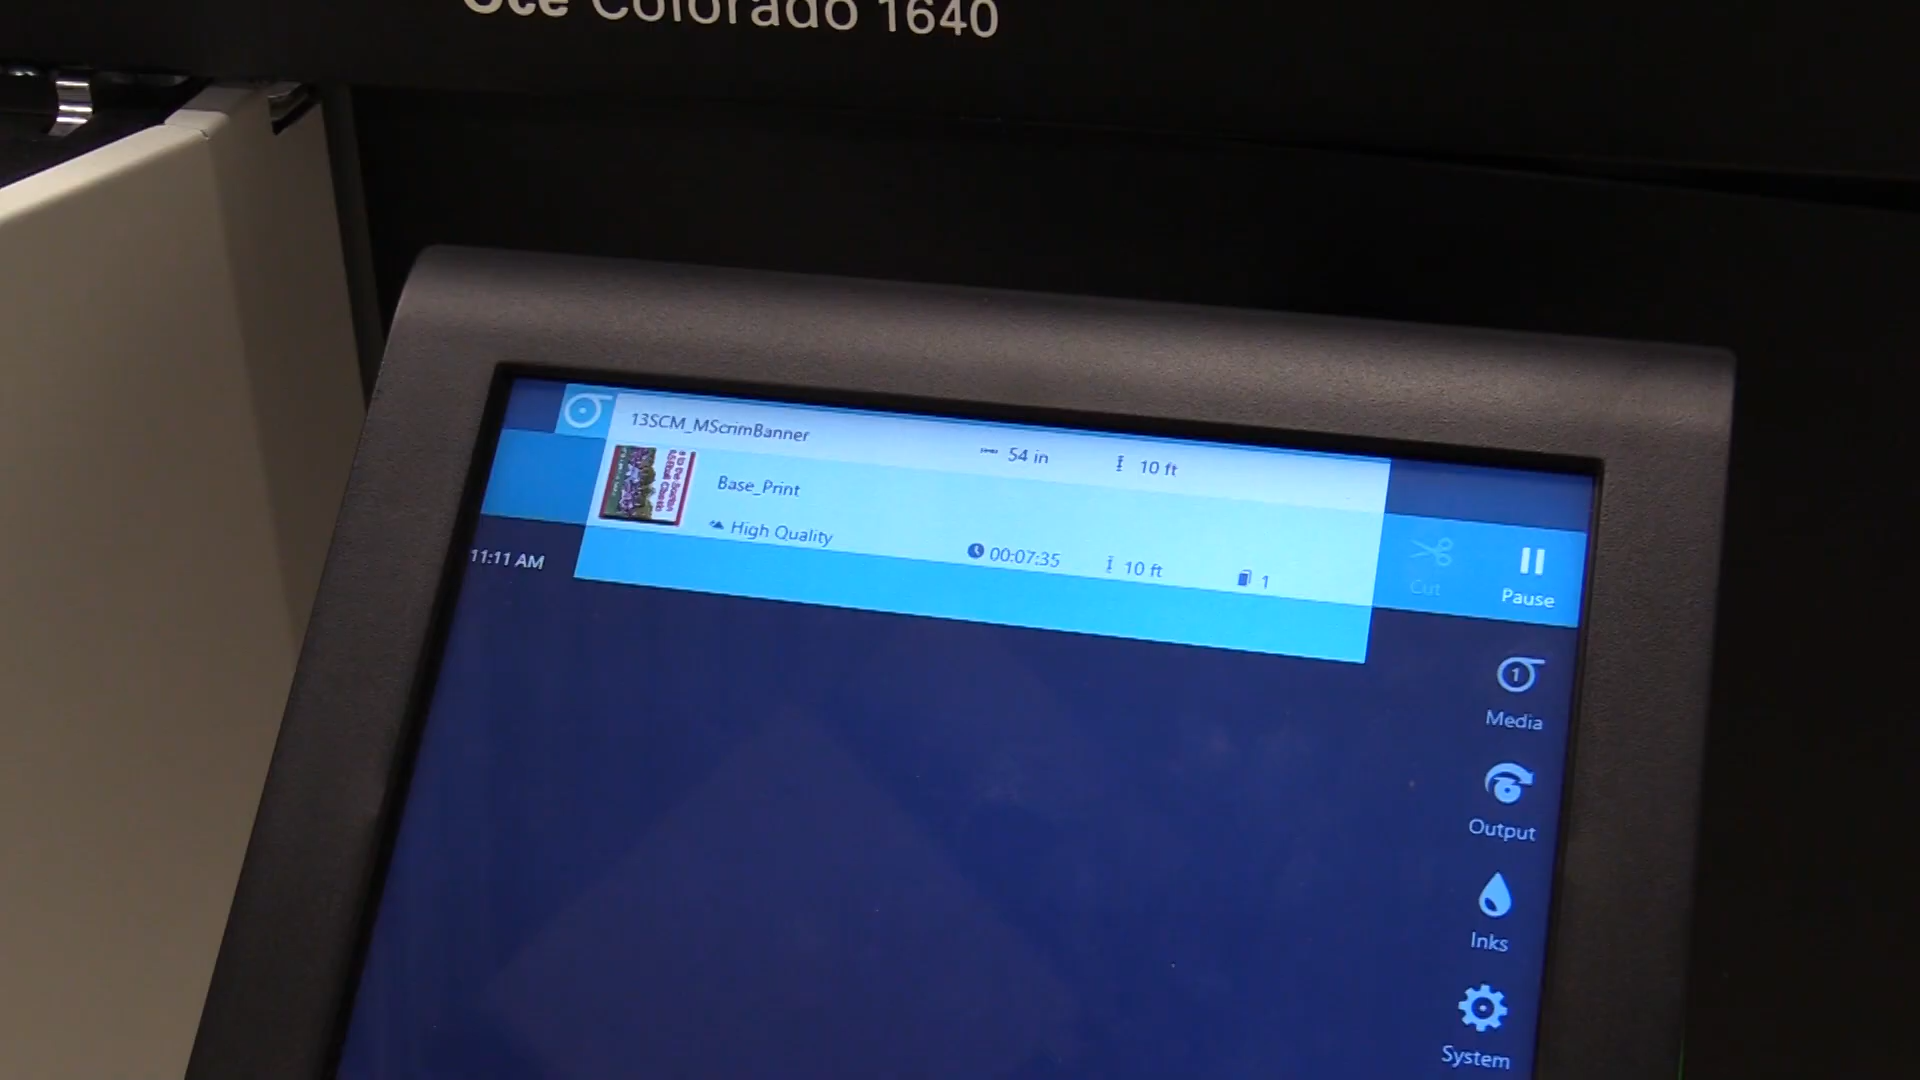 Océ Colorado 1640
13SCM_MScrimBanner
54 in
10 ft
Base_Print
High Quality
00:07:35
10 ft
1
11:11 AM
Cut
Pause
1
Media
Output
Inks
System